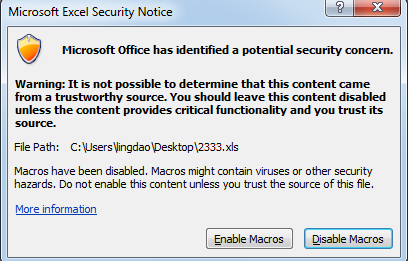 Microsoft Excel Security Notice
Microsoft Office has identified a potential security concern.
Warning: It is not possible to determine that this content came
from a trustworthy source. You should leave this content disabled
unless the content provides critical functionality and you trust its
source.
File Path: C:\Users\lingdao\Desktop\2333.xls
Macros have been disabled. Macros might contain viruses or other security
hazards. Do not enable this content unless you trust the source of this file.
More information
Enable Macros Disable Macros